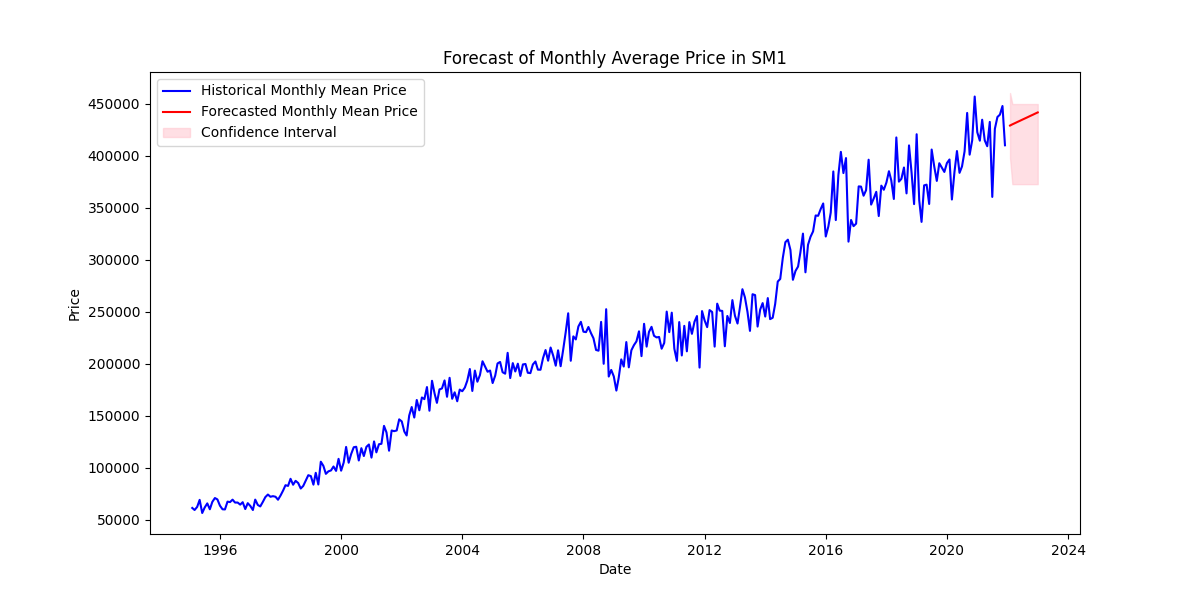 Forecast of Monthly Average Price in SM1
Historical Monthly Mean Price
Forecasted Monthly Mean Price
Confidence Interval
450000
400000
350000
300000
250000
200000
150000
100000
50000
Price
1996 2000 2004 2008 2012 2016 2020 2024
Date